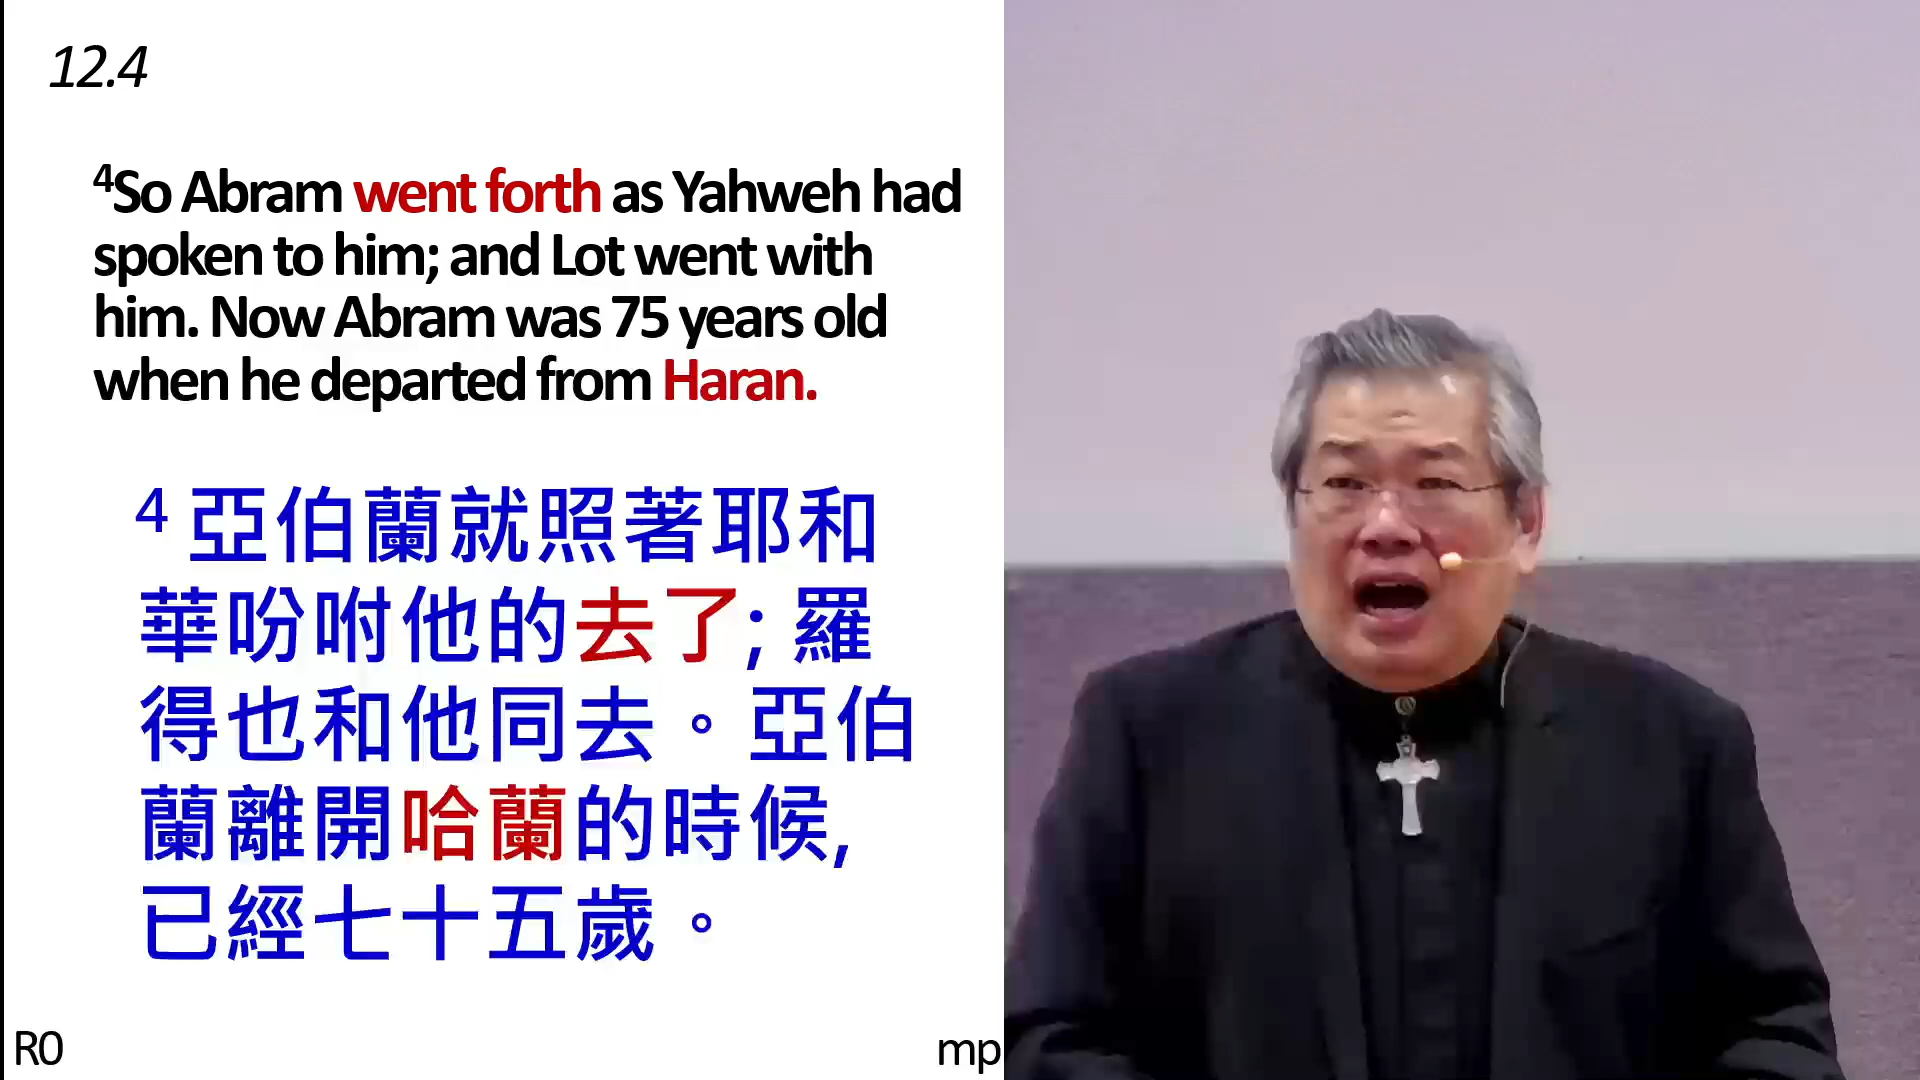 12.4
4So Abram went forth as Yahweh had
spoken to him; and Lot went with
him. Now Abram was 75 years old
when he departed from Haran.
4 亞伯蘭就照著耶和
華吩咐他的去了; 羅
得也和他同去。亞伯
蘭離開哈蘭的時候,
已經七十五歲。
R0
mp